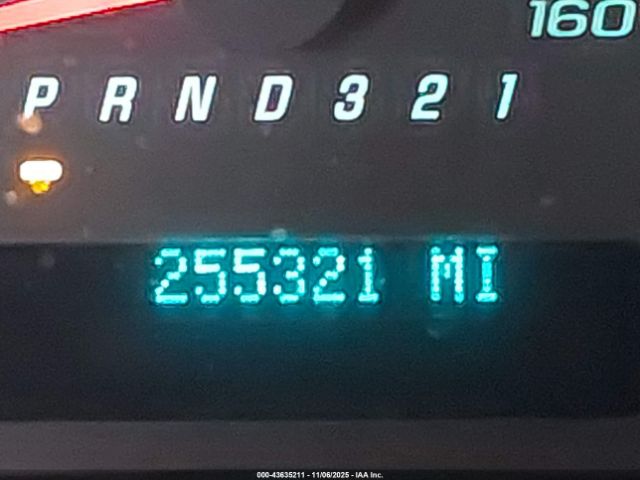 160
P R N D 3 2 1
255321 MI
000-43635211 - 11/06/2025 - IAA Inc.